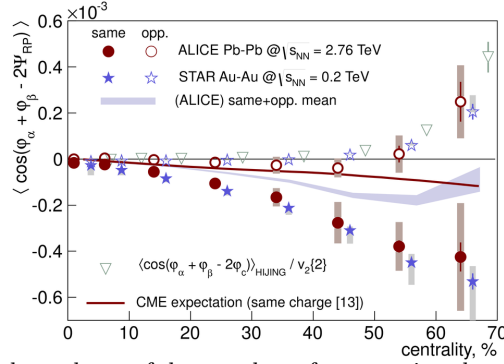 ×10⁻³
⟨ cos(φα + φβ - 2ΨRP) ⟩
same opp.
ALICE Pb-Pb @ √sNN = 2.76 TeV
STAR Au-Au @ √sNN = 0.2 TeV
(ALICE) same+opp. mean
0.6
0.4
0.2
0
-0.2
-0.4
-0.6
⟨cos(φα + φβ - 2φc)⟩HIJING / v2{2}
CME expectation (same charge [13])
0 10 20 30 40 50 60 70
centrality, %